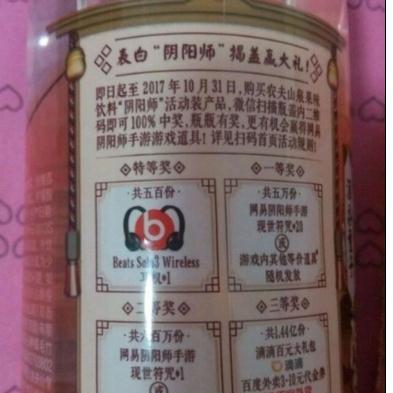 表白“阴阳师”揭盖赢大礼！
即日起至2017年10月31日，购买农夫山泉果味
饮料“阴阳师”活动装产品，微信扫描瓶盖内二维
码即可100%中奖，瓶瓶有奖，更有机会赢得网易
阴阳师手游游戏道具！详见扫码首页活动规则！
特等奖
共五百份
Beats Solo3 Wireless
耳机*1
一等奖
共五万份
网易阴阳师手游
现世符咒*20
或
游戏内其他等份道具
随机发放
二等奖
共六百万份
网易阴阳师手游
现世符咒*1
或
三等奖
共1.44亿份
滴滴百元大礼包
滴滴
百度外卖3-10元代金券